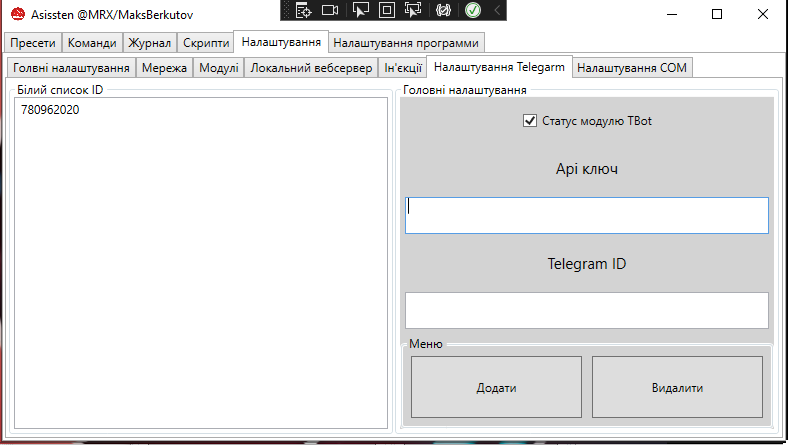 Asissten @MRX/MaksBerkutov
Пресети Команди Журнал Скрипти Налаштування Налаштування программи
Голвні налаштування Мережа Модулі Локальний вебсервер Ін'єкції Налаштування Telegarm Налаштування COM
Білий список ID
780962020
Головні налаштування
Статус модулю TBot
Api ключ
Telegram ID
Меню
Додати
Видалити